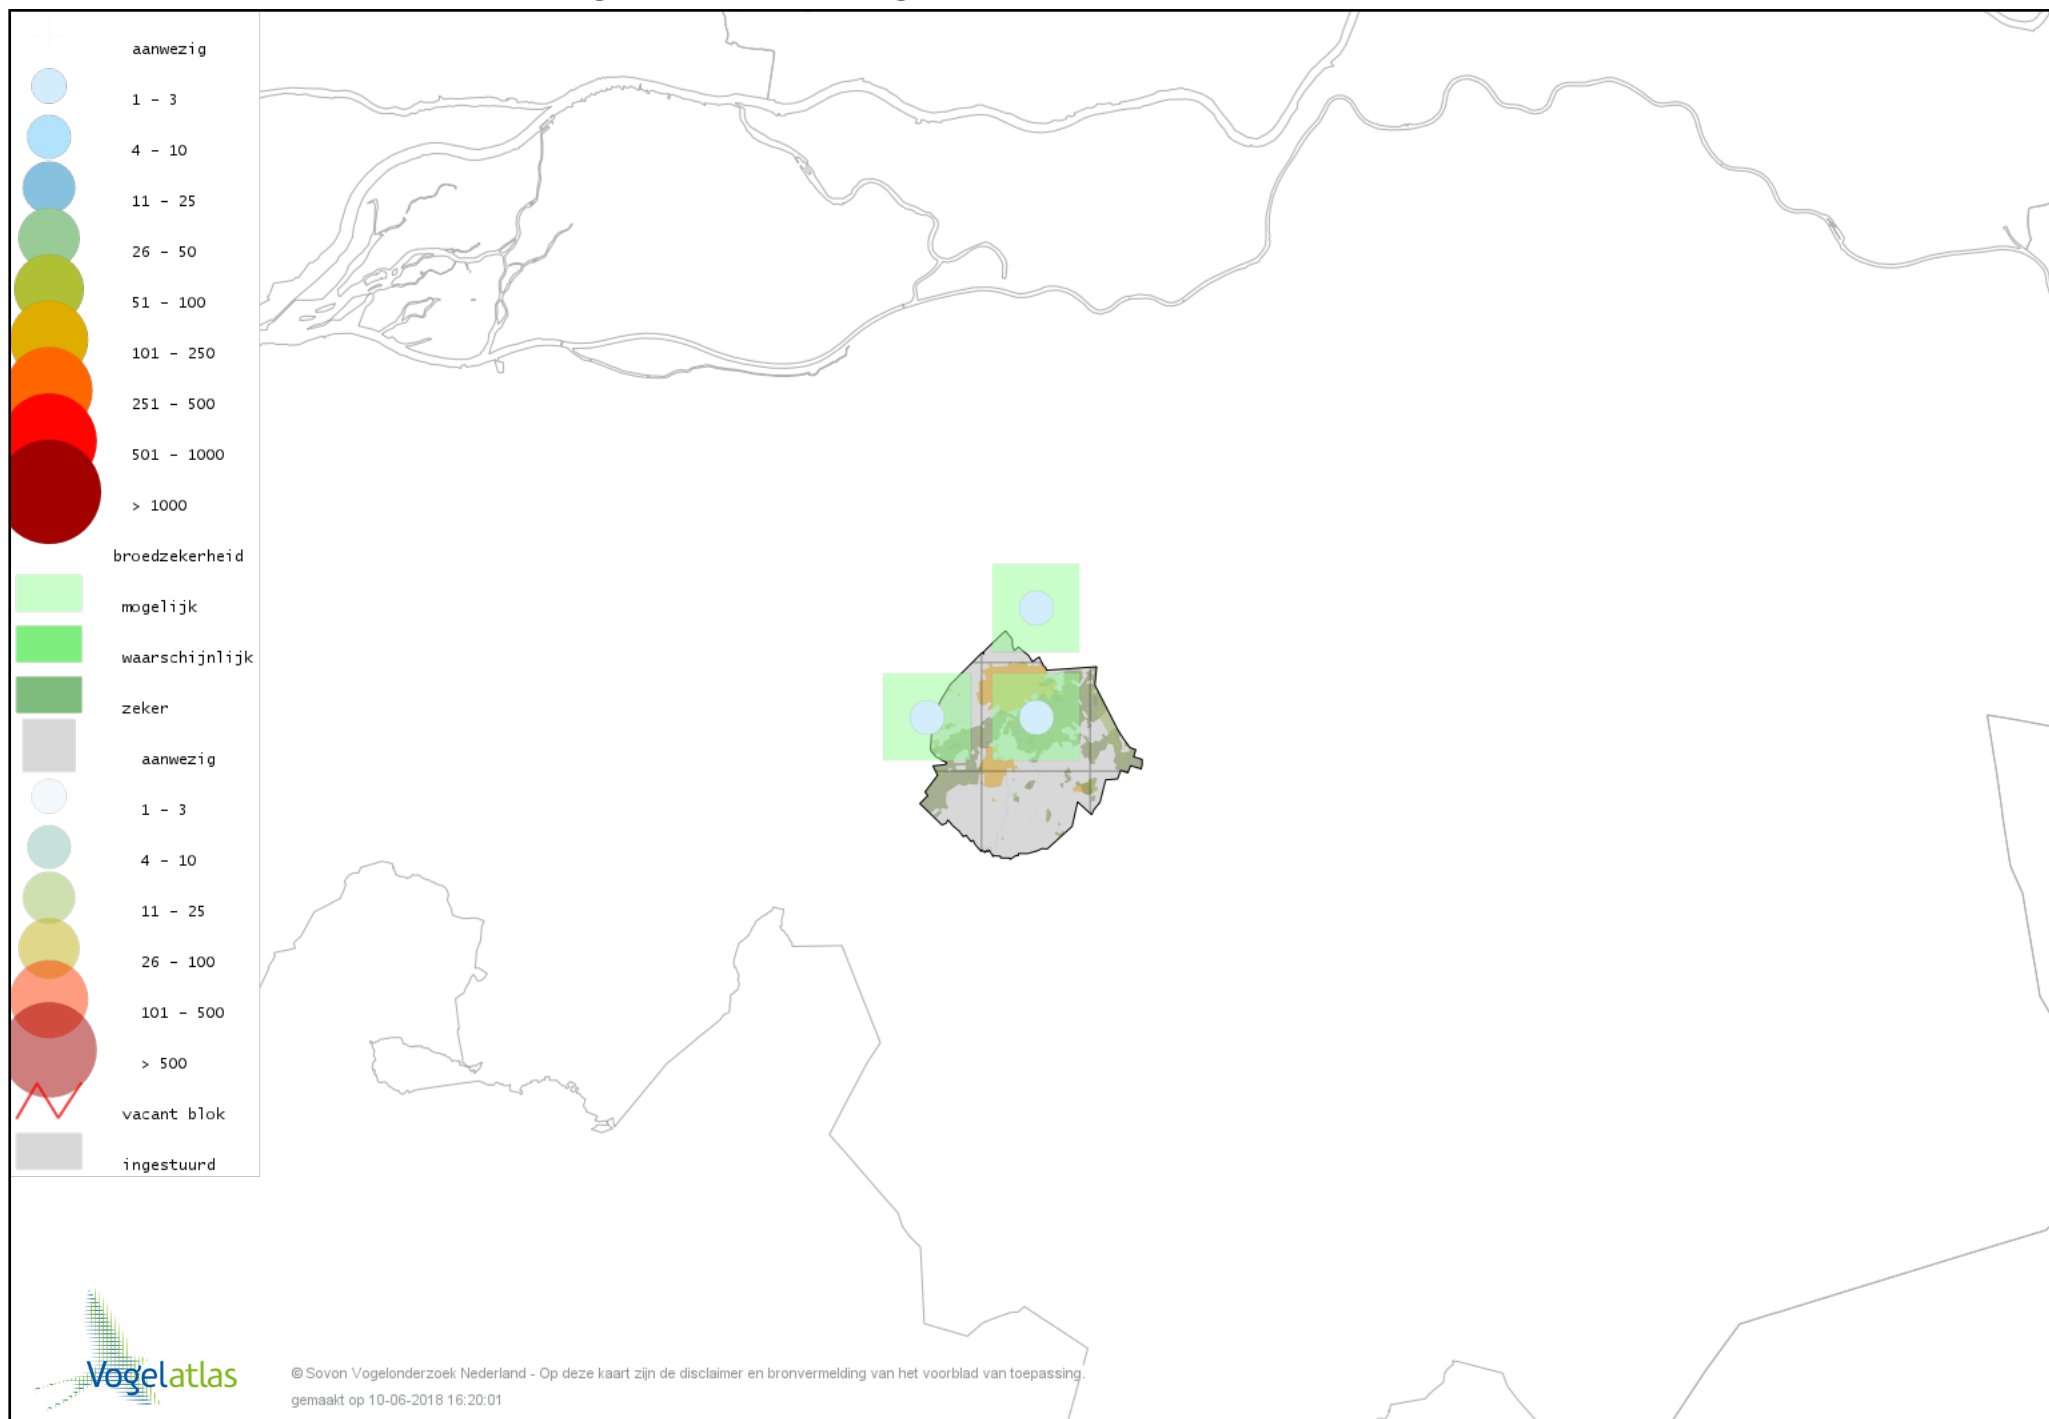 aanwezig
1 - 3
4 - 10
11 - 25
26 - 50
51 - 100
101 - 250
251 - 500
501 - 1000
> 1000
broedzekerheid
mogelijk
waarschijnlijk
zeker
aanwezig
1 - 3
4 - 10
11 - 25
26 - 100
101 - 500
> 500
vacant blok
ingestuurd
Vogelatlas
© Sovon Vogelonderzoek Nederland - Op deze kaart zijn de disclaimer en bronvermelding van het voorblad van toepassing.
gemaakt op 10-06-2018 16:20:01